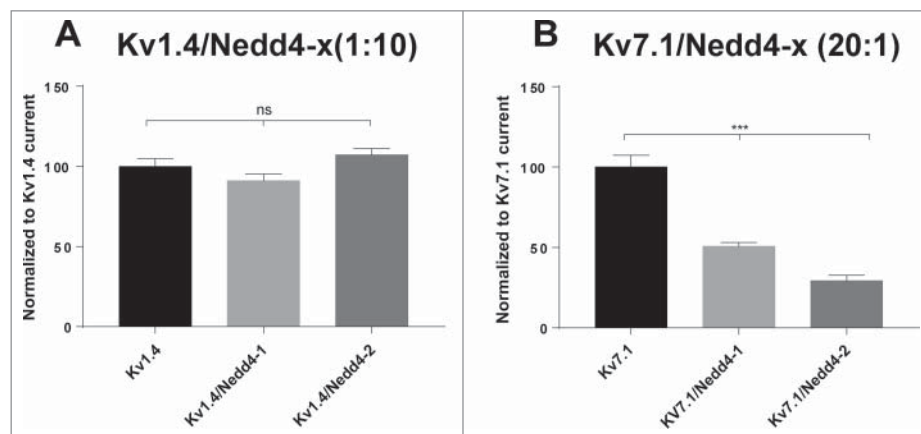 A
Kv1.4/Nedd4-x(1:10)
Normalized to Kv1.4 current
150
100
50
0
ns
Kv1.4
Kv1.4/Nedd4-1
Kv1.4/Nedd4-2
B
Kv7.1/Nedd4-x (20:1)
Normalized to Kv7.1 current
150
100
50
0
***
Kv7.1
KV7.1/Nedd4-1
Kv7.1/Nedd4-2